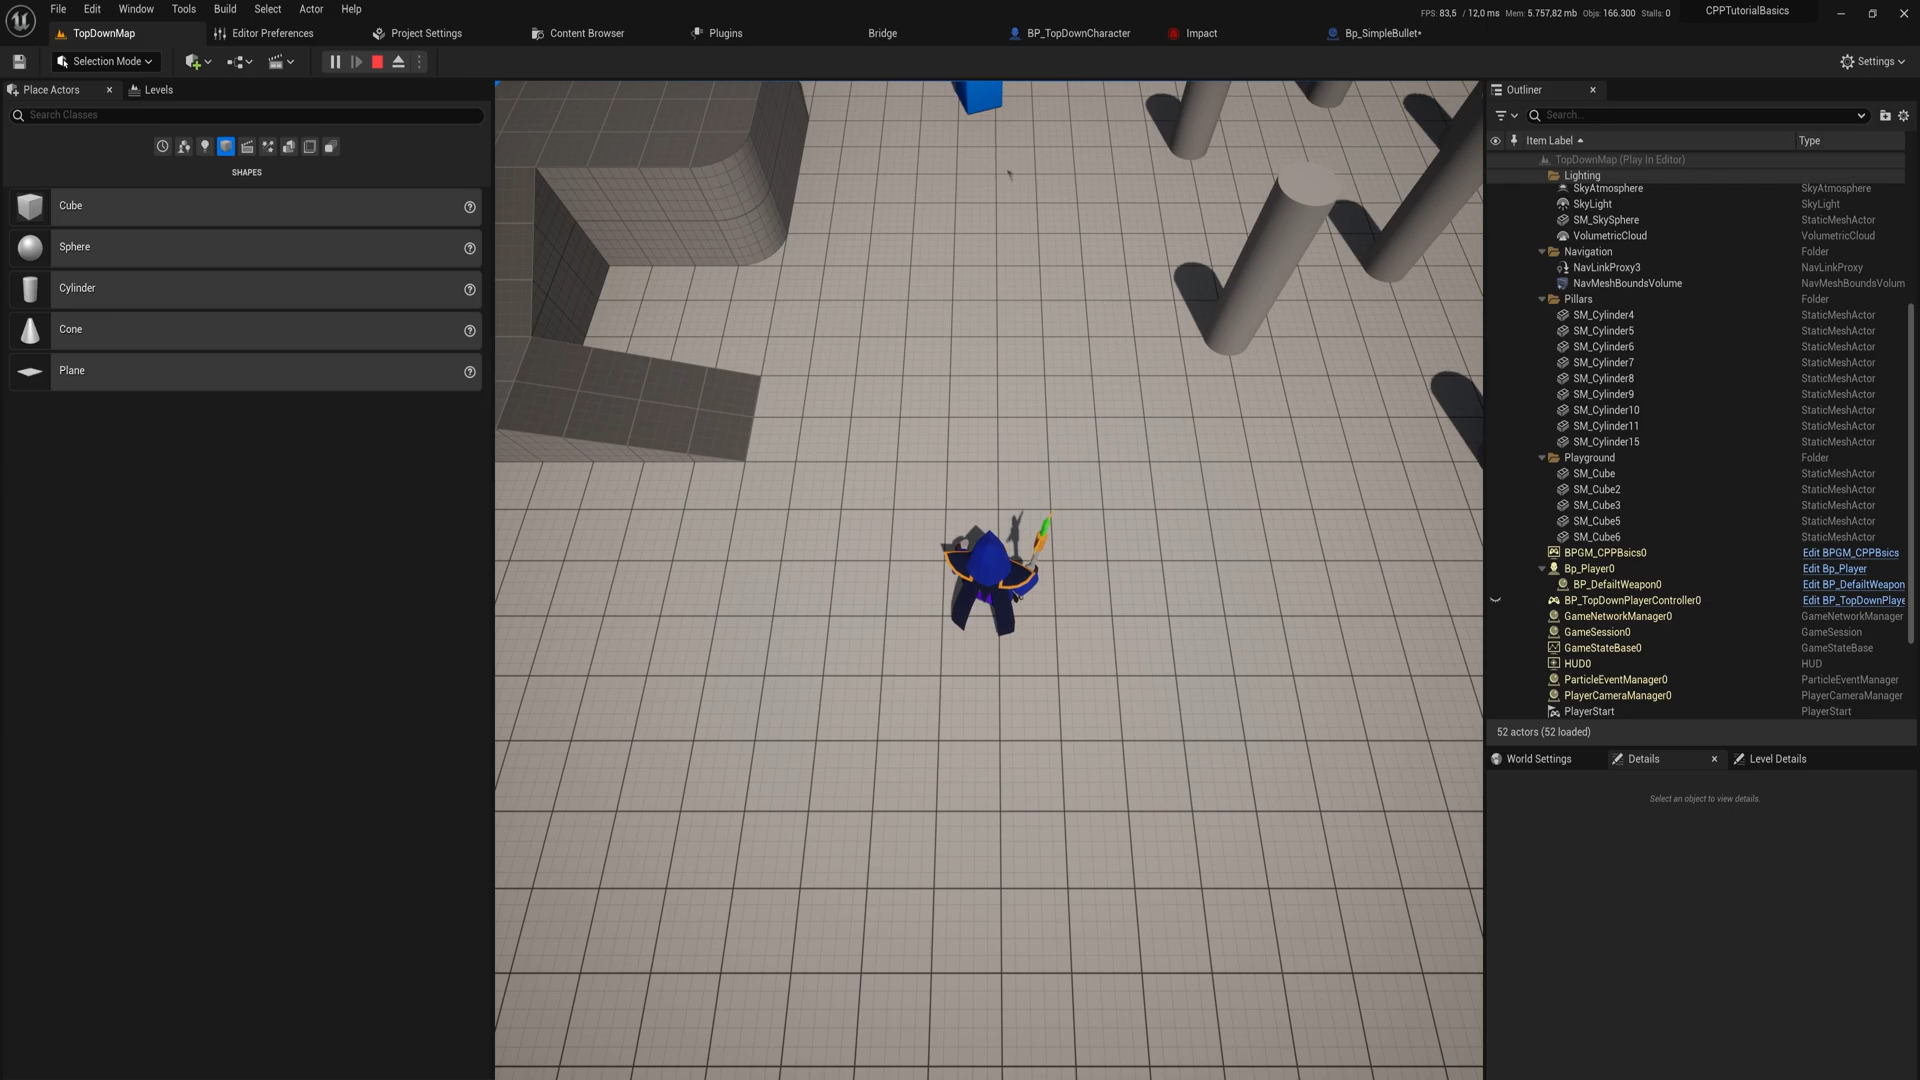 File Edit Window Tools Build Select Actor Help
FPS: 83,5 / 12,0 ms Mem: 5.757,82 mb Objs: 166.300 Stalls: 0
CPPTutorialBasics
TopDownMap
Editor Preferences
Project Settings
Content Browser
Plugins
Bridge
BP_TopDownCharacter
Impact
Bp_SimpleBullet*
Selection Mode
Settings
Place Actors
Levels
Search Classes
SHAPES
Cube
Sphere
Cylinder
Cone
Plane
Outliner
Search...
Item Label Type
TopDownMap (Play In Editor)
Lighting
SkyAtmosphere SkyAtmosphere
SkyLight SkyLight
SM_SkySphere StaticMeshActor
VolumetricCloud VolumetricCloud
Navigation Folder
NavLinkProxy3 NavLinkProxy
NavMeshBoundsVolume NavMeshBoundsVolum
Pillars Folder
SM_Cylinder4 StaticMeshActor
SM_Cylinder5 StaticMeshActor
SM_Cylinder6 StaticMeshActor
SM_Cylinder7 StaticMeshActor
SM_Cylinder8 StaticMeshActor
SM_Cylinder9 StaticMeshActor
SM_Cylinder10 StaticMeshActor
SM_Cylinder11 StaticMeshActor
SM_Cylinder15 StaticMeshActor
Playground Folder
SM_Cube StaticMeshActor
SM_Cube2 StaticMeshActor
SM_Cube3 StaticMeshActor
SM_Cube5 StaticMeshActor
SM_Cube6 StaticMeshActor
BPGM_CPPBsics0 Edit BPGM_CPPBsics
Bp_Player0 Edit Bp_Player
BP_DefailtWeapon0 Edit BP_DefailtWeapon
BP_TopDownPlayerController0 Edit BP_TopDownPlaye
GameNetworkManager0 GameNetworkManager
GameSession0 GameSession
GameStateBase0 GameStateBase
HUD0 HUD
ParticleEventManager0 ParticleEventManager
PlayerCameraManager0 PlayerCameraManager
PlayerStart PlayerStart
52 actors (52 loaded)
World Settings
Details
Level Details
Select an object to view details.